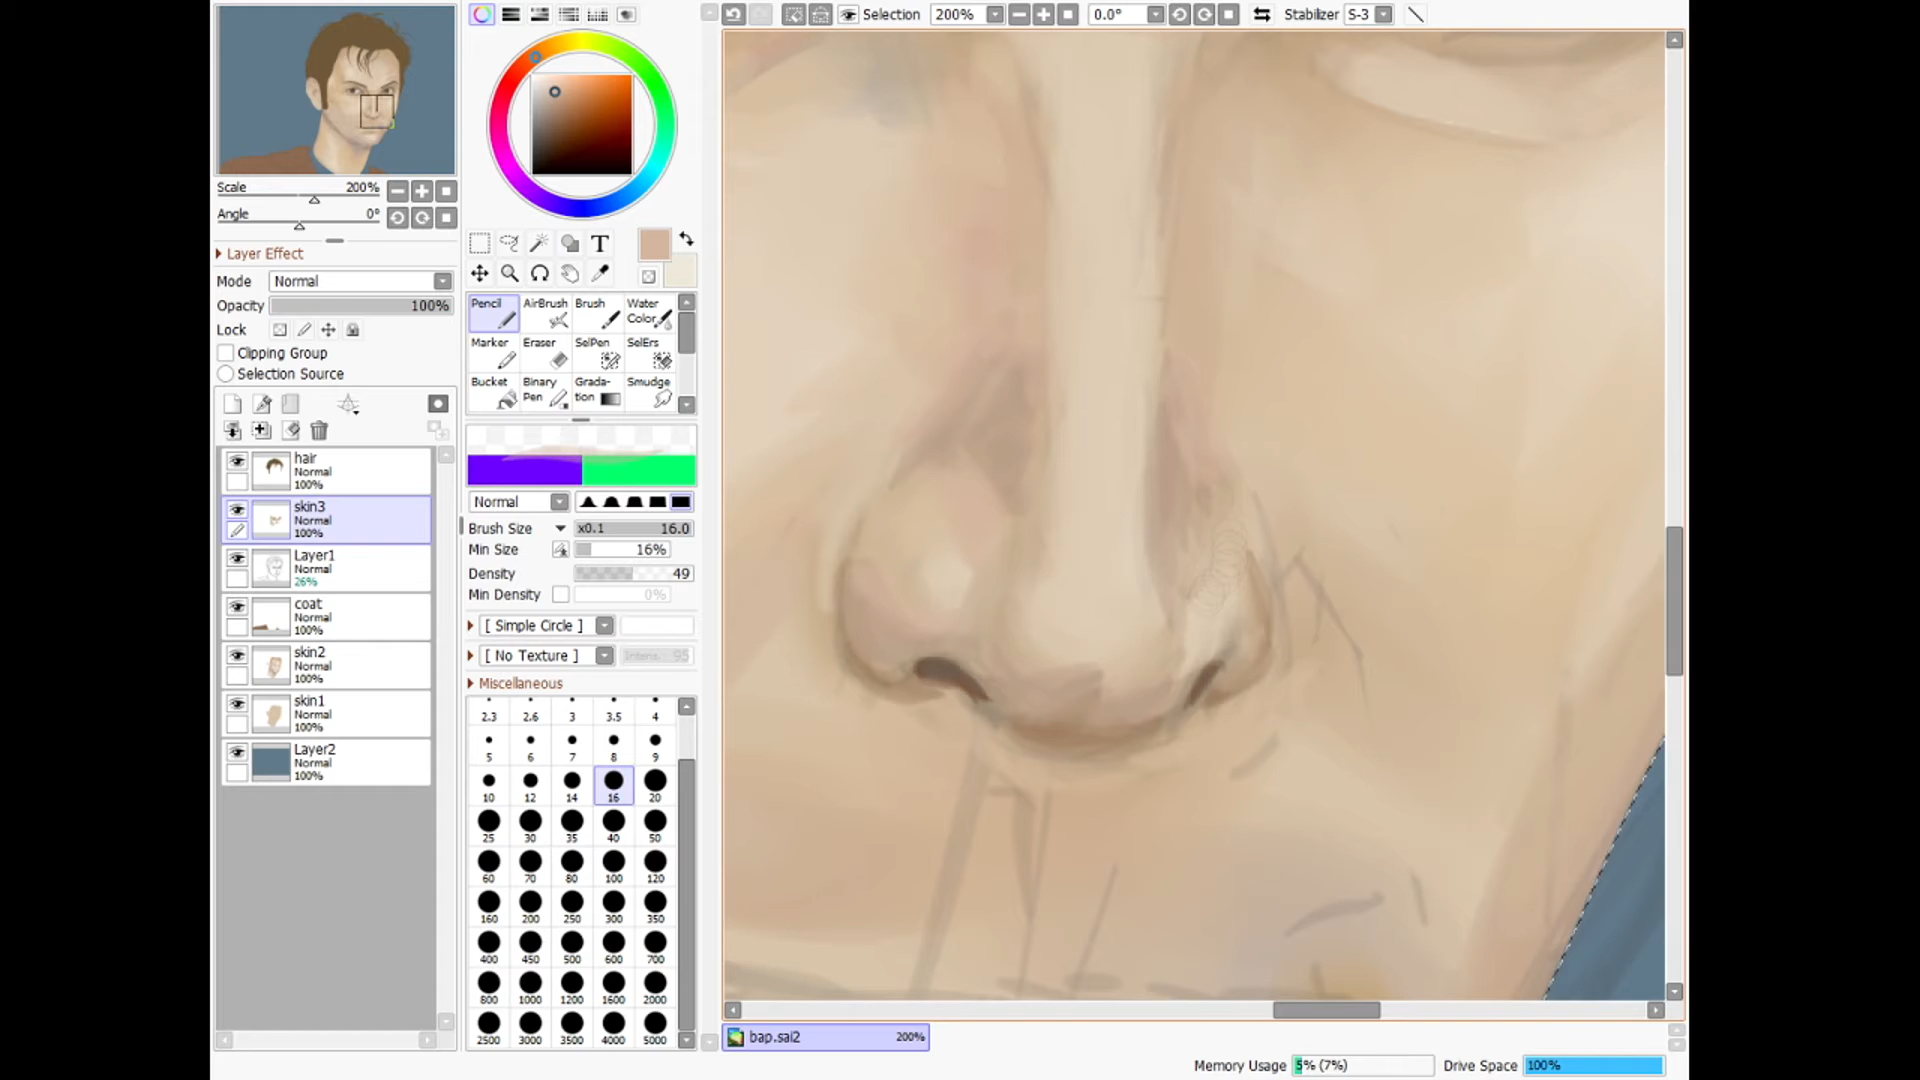 Selection 200% 0.0° Stabilizer S-3
Scale 200%
Angle 0°
Layer Effect
Mode Normal
Opacity 100%
Lock
Clipping Group
Selection Source
hair
Normal
100%
skin3
Normal
100%
Layer1
Normal
26%
coat
Normal
100%
skin2
Normal
100%
skin1
Normal
100%
Layer2
Normal
100%
T
Pencil AirBrush Brush Water Color
Marker Eraser SelPen SelErs
Bucket Binary Pen Grada-tion Smudge
Normal
Brush Size x0.1 16.0
Min Size 16%
Density 49
Min Density 0%
[ Simple Circle ]
[ No Texture ] Intens. 95
Miscellaneous
2.3 2.6 3 3.5 4
5 6 7 8 9
10 12 14 16 20
25 30 35 40 50
60 70 80 100 120
160 200 250 300 350
400 450 500 600 700
800 1000 1200 1600 2000
2500 3000 3500 4000 5000
bap.sai2 200%
Memory Usage 5% (7%) Drive Space 100%